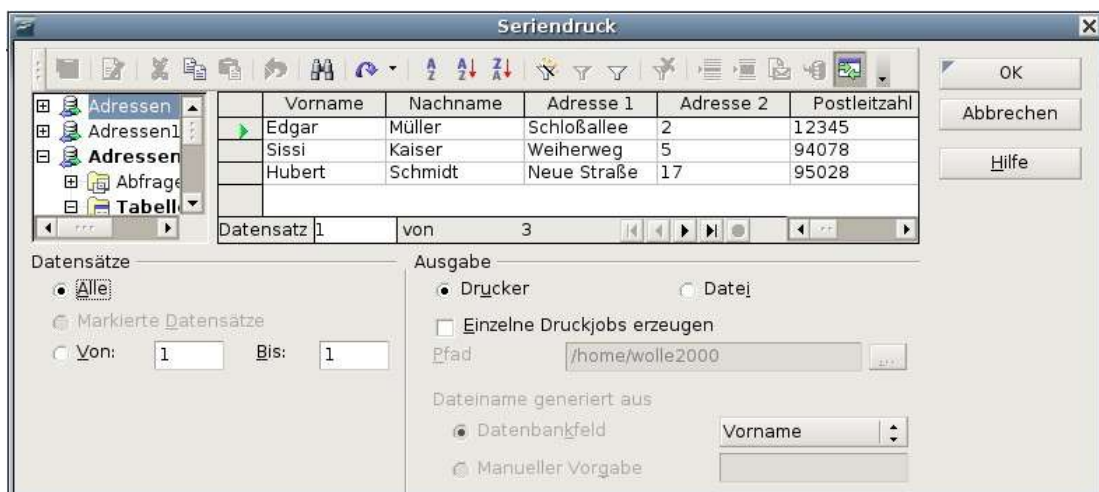 Seriendruck
OK
Abbrechen
Hilfe
Adressen
Adressen1
Adressen
Abfrage
Tabelle
Vorname Nachname Adresse 1 Adresse 2 Postleitzahl
Edgar Müller Schloßallee 2 12345
Sissi Kaiser Weiherweg 5 94078
Hubert Schmidt Neue Straße 17 95028
Datensatz 1 von 3
Datensätze
Alle
Markierte Datensätze
Von: 1 Bis: 1
Ausgabe
Drucker Datei
Einzelne Druckjobs erzeugen
Pfad /home/wolle2000 ...
Dateiname generiert aus
Datenbankfeld Vorname
Manueller Vorgabe